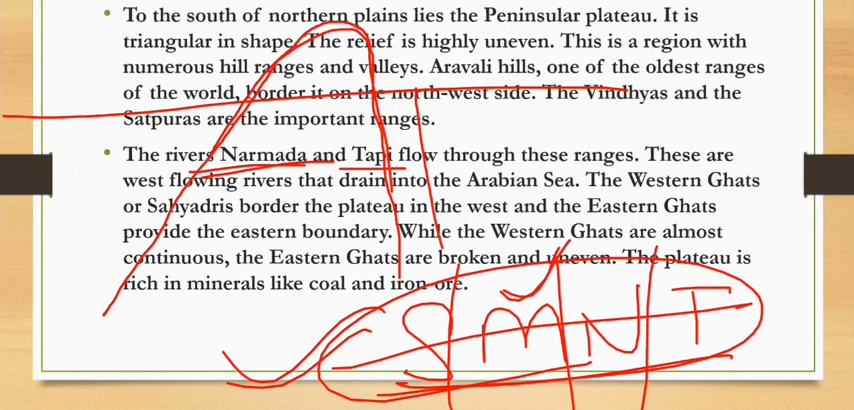 To the south of northern plains lies the Peninsular plateau. It is
triangular in shape. The relief is highly uneven. This is a region with
numerous hill ranges and valleys. Aravali hills, one of the oldest ranges
of the world, border it on the north-west side. The Vindhyas and the
Satpuras are the important ranges.
The rivers Narmada and Tapi flow through these ranges. These are
west flowing rivers that drain into the Arabian Sea. The Western Ghats
or Sahyadris border the plateau in the west and the Eastern Ghats
provide the eastern boundary. While the Western Ghats are almost
continuous, the Eastern Ghats are broken and uneven. The plateau is
rich in minerals like coal and iron-ore.
S M N T